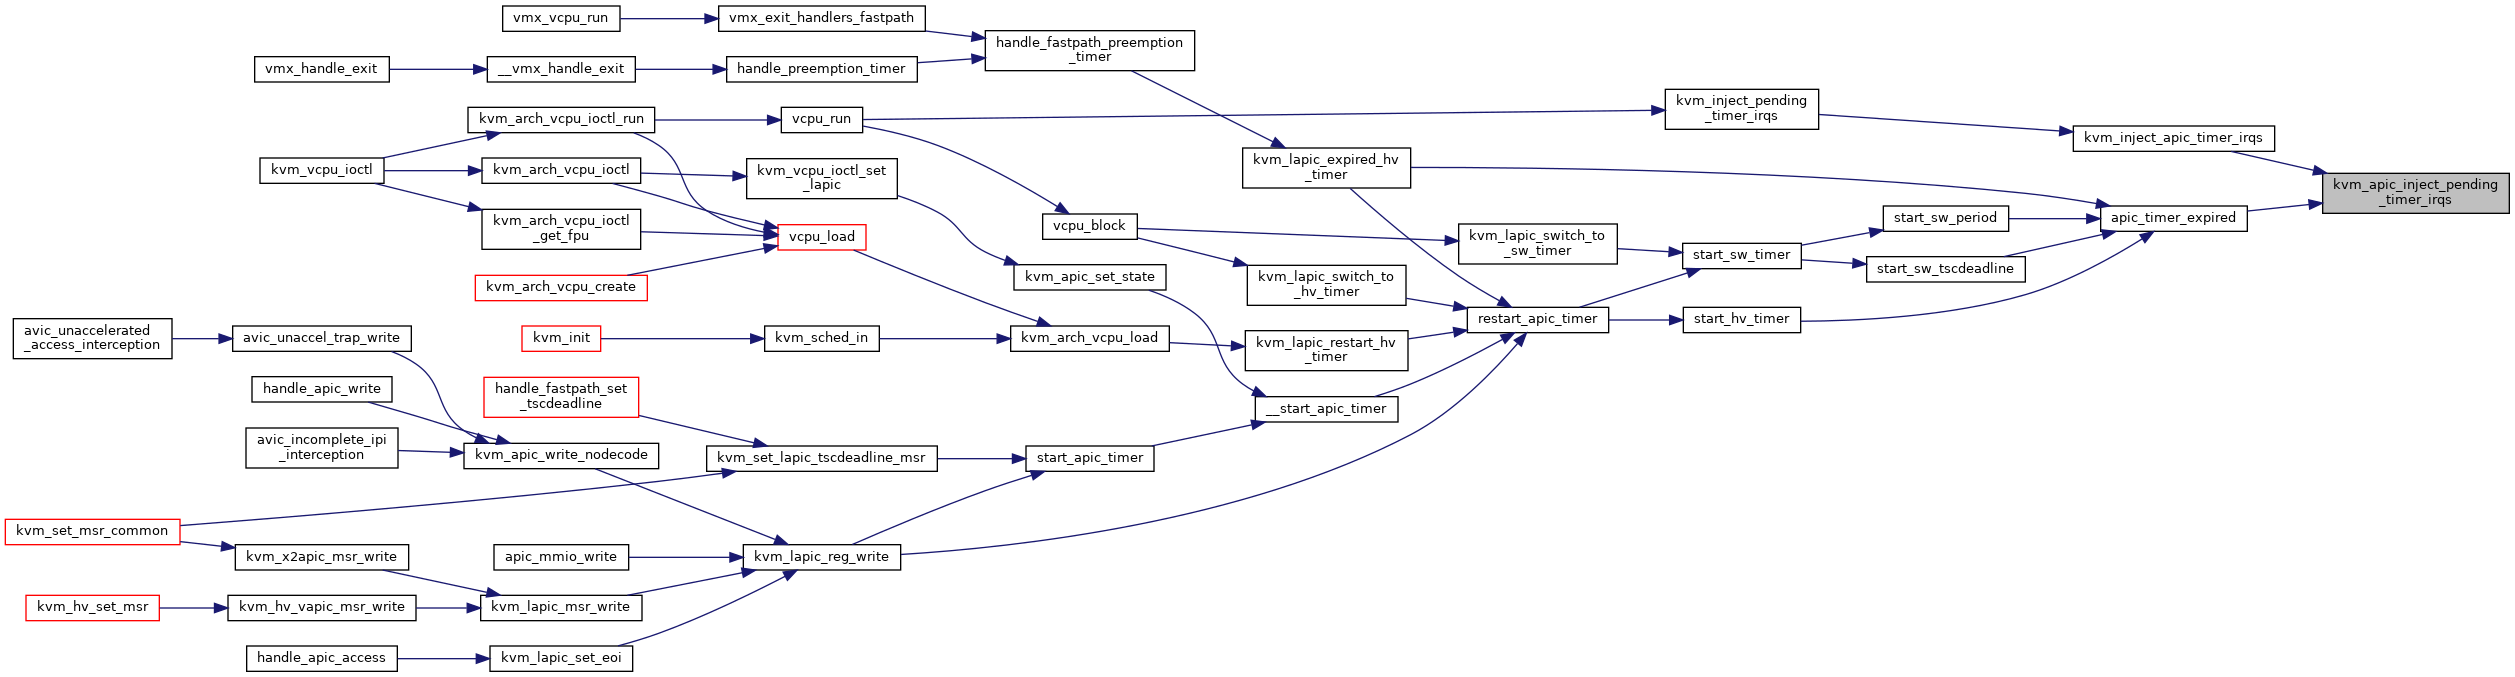 vmx_vcpu_run
vmx_exit_handlers_fastpath
handle_fastpath_preemption
_timer
vmx_handle_exit
__vmx_handle_exit
handle_preemption_timer
kvm_inject_pending
_timer_irqs
kvm_arch_vcpu_ioctl_run
vcpu_run
kvm_inject_apic_timer_irqs
kvm_lapic_expired_hv
_timer
kvm_vcpu_ioctl
kvm_arch_vcpu_ioctl
kvm_vcpu_ioctl_set
_lapic
kvm_apic_inject_pending
_timer_irqs
kvm_arch_vcpu_ioctl
_get_fpu
vcpu_load
vcpu_block
kvm_lapic_switch_to
_sw_timer
start_sw_period
apic_timer_expired
start_sw_timer
start_sw_tscdeadline
kvm_arch_vcpu_create
kvm_apic_set_state
kvm_lapic_switch_to
_hv_timer
restart_apic_timer
start_hv_timer
avic_unaccelerated
_access_interception
avic_unaccel_trap_write
kvm_init
kvm_sched_in
kvm_arch_vcpu_load
kvm_lapic_restart_hv
_timer
handle_apic_write
handle_fastpath_set
_tscdeadline
__start_apic_timer
avic_incomplete_ipi
_interception
kvm_apic_write_nodecode
kvm_set_lapic_tscdeadline_msr
start_apic_timer
kvm_set_msr_common
kvm_x2apic_msr_write
apic_mmio_write
kvm_lapic_reg_write
kvm_hv_set_msr
kvm_hv_vapic_msr_write
kvm_lapic_msr_write
handle_apic_access
kvm_lapic_set_eoi